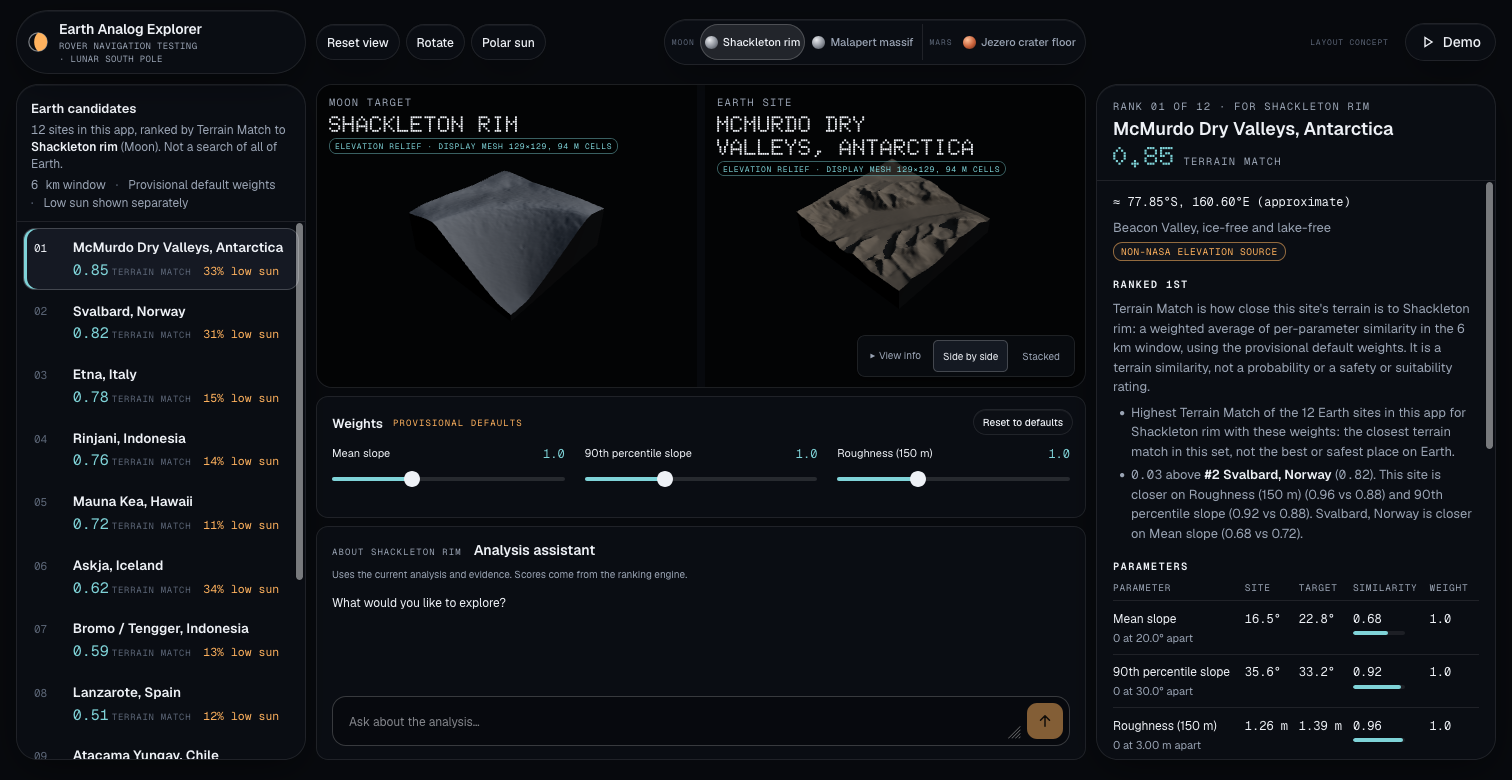 Earth Analog Explorer
ROVER NAVIGATION TESTING
· LUNAR SOUTH POLE
Reset view
Rotate
Polar sun
MOON
Shackleton rim
Malapert massif
MARS
Jezero crater floor
LAYOUT CONCEPT
Demo
Earth candidates
12 sites in this app, ranked by Terrain Match to
Shackleton rim (Moon). Not a search of all of
Earth.
6 km window · Provisional default weights
· Low sun shown separately
01 McMurdo Dry Valleys, Antarctica
0.85 TERRAIN MATCH 33% low sun
02 Svalbard, Norway
0.82 TERRAIN MATCH 31% low sun
03 Etna, Italy
0.78 TERRAIN MATCH 15% low sun
04 Rinjani, Indonesia
0.76 TERRAIN MATCH 14% low sun
05 Mauna Kea, Hawaii
0.72 TERRAIN MATCH 11% low sun
06 Askja, Iceland
0.62 TERRAIN MATCH 34% low sun
07 Bromo / Tengger, Indonesia
0.59 TERRAIN MATCH 13% low sun
08 Lanzarote, Spain
0.51 TERRAIN MATCH 12% low sun
09 Atacama Yungay, Chile
MOON TARGET
SHACKLETON RIM
ELEVATION RELIEF · DISPLAY MESH 129×129, 94 M CELLS
EARTH SITE
MCMURDO DRY
VALLEYS, ANTARCTICA
ELEVATION RELIEF · DISPLAY MESH 129×129, 94 M CELLS
▸ View info
Side by side
Stacked
Weights PROVISIONAL DEFAULTS
Reset to defaults
Mean slope 1.0
90th percentile slope 1.0
Roughness (150 m) 1.0
ABOUT SHACKLETON RIM Analysis assistant
Uses the current analysis and evidence. Scores come from the ranking engine.
What would you like to explore?
Ask about the analysis…
RANK 01 OF 12 · FOR SHACKLETON RIM
McMurdo Dry Valleys, Antarctica
0.85 TERRAIN MATCH
≈ 77.85°S, 160.60°E (approximate)
Beacon Valley, ice-free and lake-free
NON-NASA ELEVATION SOURCE
RANKED 1ST
Terrain Match is how close this site's terrain is to Shackleton
rim: a weighted average of per-parameter similarity in the 6
km window, using the provisional default weights. It is a
terrain similarity, not a probability or a safety or suitability
rating.
• Highest Terrain Match of the 12 Earth sites in this app for
Shackleton rim with these weights: the closest terrain
match in this set, not the best or safest place on Earth.
• 0.03 above #2 Svalbard, Norway (0.82). This site is
closer on Roughness (150 m) (0.96 vs 0.88) and 90th
percentile slope (0.92 vs 0.88). Svalbard, Norway is closer
on Mean slope (0.68 vs 0.72).
PARAMETERS
PARAMETER SITE TARGET SIMILARITY WEIGHT
Mean slope 16.5° 22.8° 0.68 1.0
0 at 20.0° apart
90th percentile slope 35.6° 33.2° 0.92 1.0
0 at 30.0° apart
Roughness (150 m) 1.26 m 1.39 m 0.96 1.0
0 at 3.00 m apart